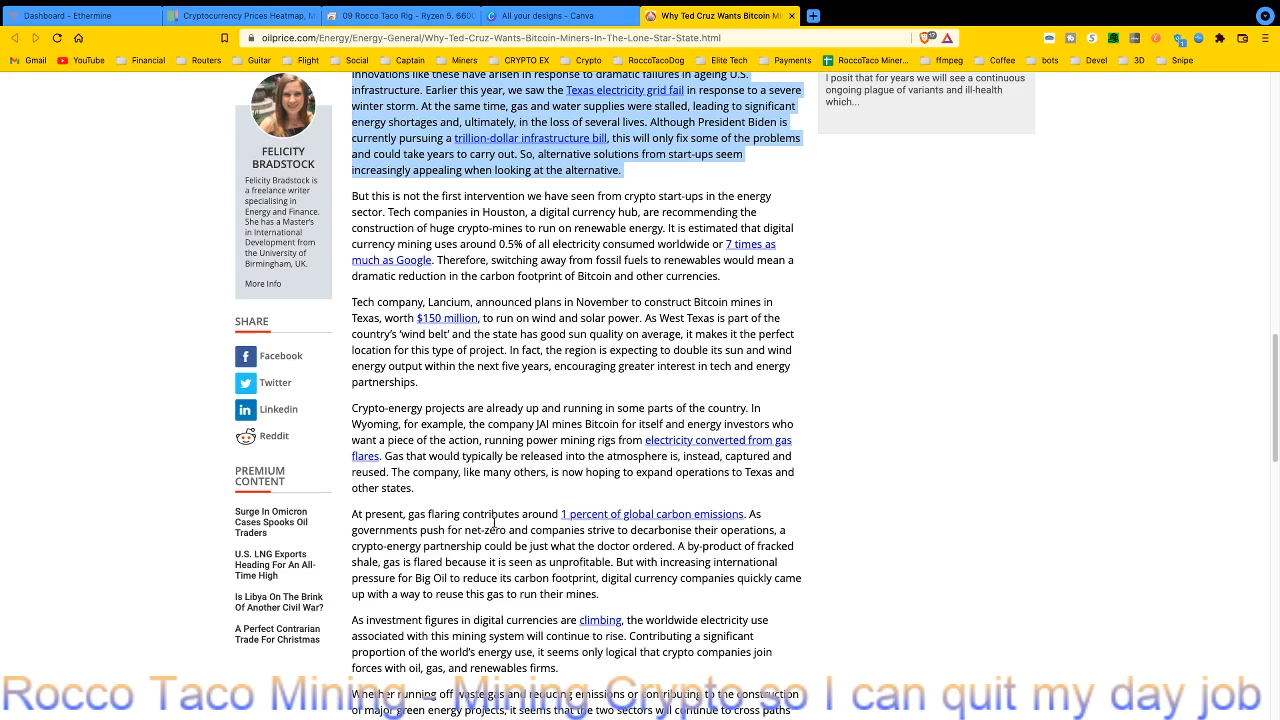 Dashboard - Ethermine
Cryptocurrency Prices Heatmap, M
09 Rocco Taco Rig - Ryzen 5, 660
All your designs - Canva
Why Ted Cruz Wants Bitcoin Mi
oilprice.com/Energy/Energy-General/Why-Ted-Cruz-Wants-Bitcoin-Miners-In-The-Lone-Star-State.html
Gmail YouTube Financial Routers Guitar Flight Social Captain Miners CRYPTO EX Crypto RoccoTacoDog Elite Tech Payments RoccoTaco Miner... ffmpeg Coffee bots Devel 3D Snipe
innovations like these have arisen in response to dramatic failures in ageing U.S.
infrastructure. Earlier this year, we saw the Texas electricity grid fail in response to a severe
winter storm. At the same time, gas and water supplies were stalled, leading to significant
energy shortages and, ultimately, in the loss of several lives. Although President Biden is
currently pursuing a trillion-dollar infrastructure bill, this will only fix some of the problems
and could take years to carry out. So, alternative solutions from start-ups seem
increasingly appealing when looking at the alternative.
But this is not the first intervention we have seen from crypto start-ups in the energy
sector. Tech companies in Houston, a digital currency hub, are recommending the
construction of huge crypto-mines to run on renewable energy. It is estimated that digital
currency mining uses around 0.5% of all electricity consumed worldwide or 7 times as
much as Google. Therefore, switching away from fossil fuels to renewables would mean a
dramatic reduction in the carbon footprint of Bitcoin and other currencies.
Tech company, Lancium, announced plans in November to construct Bitcoin mines in
Texas, worth $150 million, to run on wind and solar power. As West Texas is part of the
country's 'wind belt' and the state has good sun quality on average, it makes it the perfect
location for this type of project. In fact, the region is expecting to double its sun and wind
energy output within the next five years, encouraging greater interest in tech and energy
partnerships.
Crypto-energy projects are already up and running in some parts of the country. In
Wyoming, for example, the company JAI mines Bitcoin for itself and energy investors who
want a piece of the action, running power mining rigs from electricity converted from gas
flares. Gas that would typically be released into the atmosphere is, instead, captured and
reused. The company, like many others, is now hoping to expand operations to Texas and
other states.
At present, gas flaring contributes around 1 percent of global carbon emissions. As
governments push for net-zero and companies strive to decarbonise their operations, a
crypto-energy partnership could be just what the doctor ordered. A by-product of fracked
shale, gas is flared because it is seen as unprofitable. But with increasing international
pressure for Big Oil to reduce its carbon footprint, digital currency companies quickly came
up with a way to reuse this gas to run their mines.
As investment figures in digital currencies are climbing, the worldwide electricity use
associated with this mining system will continue to rise. Contributing a significant
proportion of the world's energy use, it seems only logical that crypto companies join
forces with oil, gas, and renewables firms.
Whether running off waste gas and reducing emissions or contributing to the construction
of major green energy projects, it seems that the two sectors will continue to cross paths
FELICITY
BRADSTOCK
Felicity Bradstock is
a freelance writer
specialising in
Energy and Finance.
She has a Master's
in International
Development from
the University of
Birmingham, UK.
More Info
SHARE
Facebook
Twitter
Linkedin
Reddit
PREMIUM
CONTENT
Surge In Omicron
Cases Spooks Oil
Traders
U.S. LNG Exports
Heading For An All-
Time High
Is Libya On The Brink
Of Another Civil War?
A Perfect Contrarian
Trade For Christmas
I posit that for years we will see a continuous
ongoing plague of variants and ill-health
which...
Rocco Taco Mining - Mining Crypto so I can quit my day job